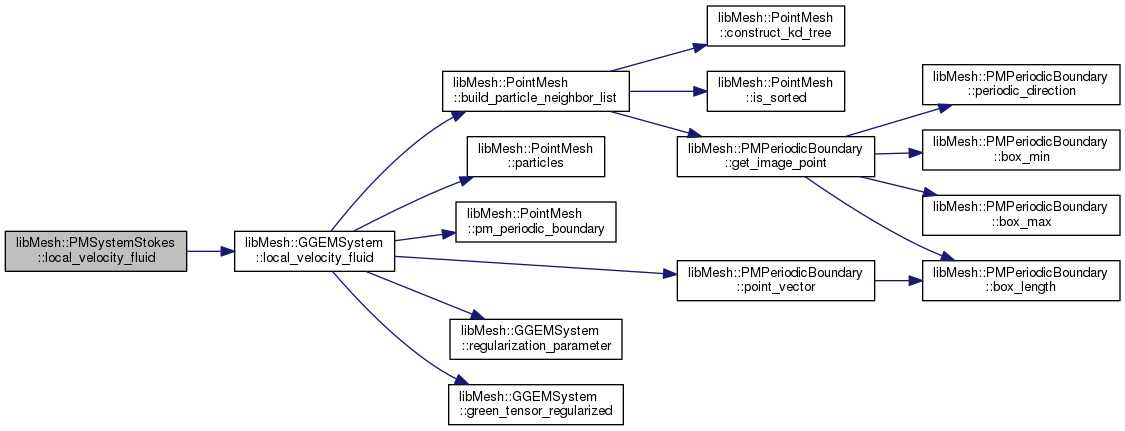 libMesh::PMSystemStokes
::local_velocity_fluid
libMesh::GGEMSystem
::local_velocity_fluid
libMesh::PointMesh
::build_particle_neighbor_list
libMesh::PointMesh
::particles
libMesh::PointMesh
::pm_periodic_boundary
libMesh::GGEMSystem
::regularization_parameter
libMesh::GGEMSystem
::green_tensor_regularized
libMesh::PointMesh
::construct_kd_tree
libMesh::PointMesh
::is_sorted
libMesh::PMPeriodicBoundary
::get_image_point
libMesh::PMPeriodicBoundary
::point_vector
libMesh::PMPeriodicBoundary
::periodic_direction
libMesh::PMPeriodicBoundary
::box_min
libMesh::PMPeriodicBoundary
::box_max
libMesh::PMPeriodicBoundary
::box_length